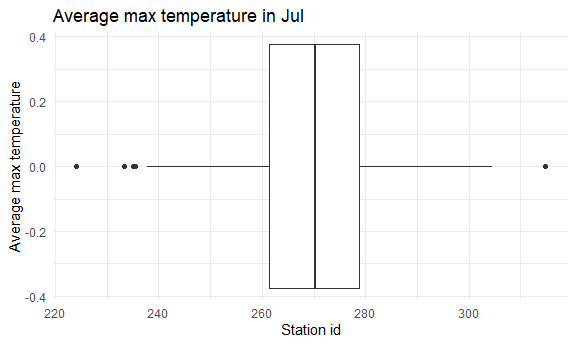 Average max temperature in Jul
Average max temperature
0.4
0.2
0.0
-0.2
-0.4
220 240 260 280 300
Station id